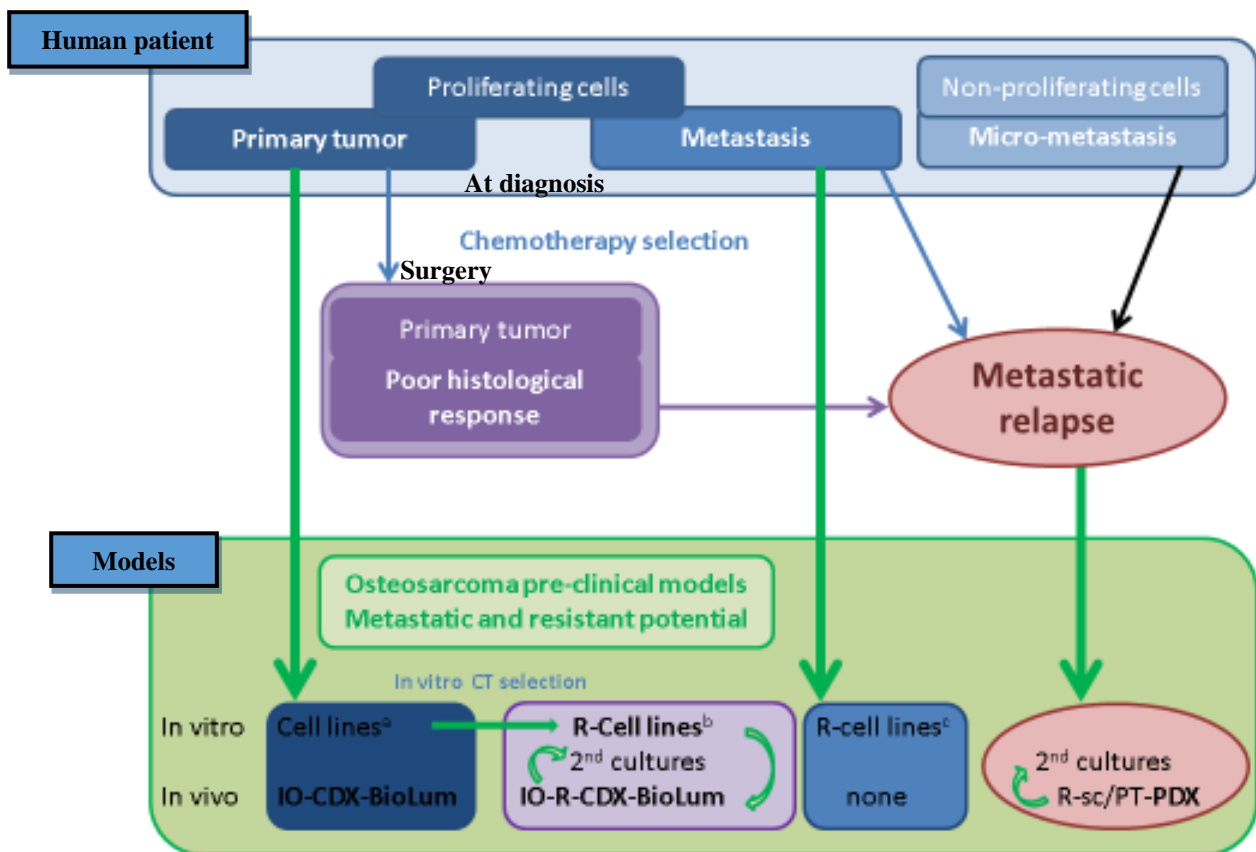 Human patient
Proliferating cells
Non-proliferating cells
Primary tumor
Metastasis
Micro-metastasis
At diagnosis
Chemotherapy selection
Surgery
Primary tumor
Poor histological
response
Metastatic
relapse
Models
Osteosarcoma pre-clinical models
Metastatic and resistant potential
In vitro CT selection
In vitro
Cell linesᵃ
R-Cell linesᵇ
R-cell linesᶜ
2ⁿᵈ cultures
2ⁿᵈ cultures
In vivo
IO-CDX-BioLum
IO-R-CDX-BioLum
none
R-sc/PT-PDX